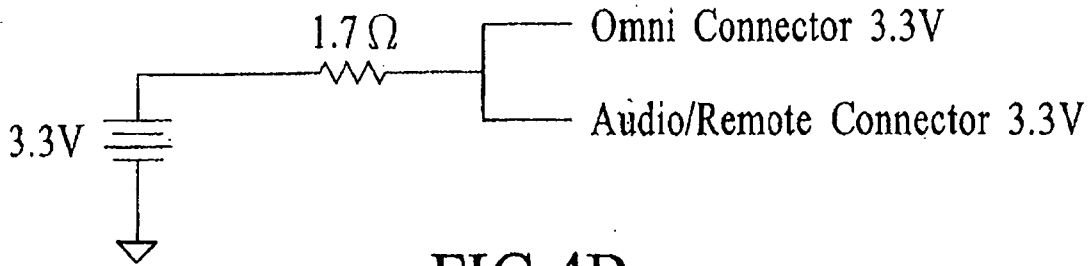 1.7 Ω
Omni Connector 3.3V
3.3V
Audio/Remote Connector 3.3V